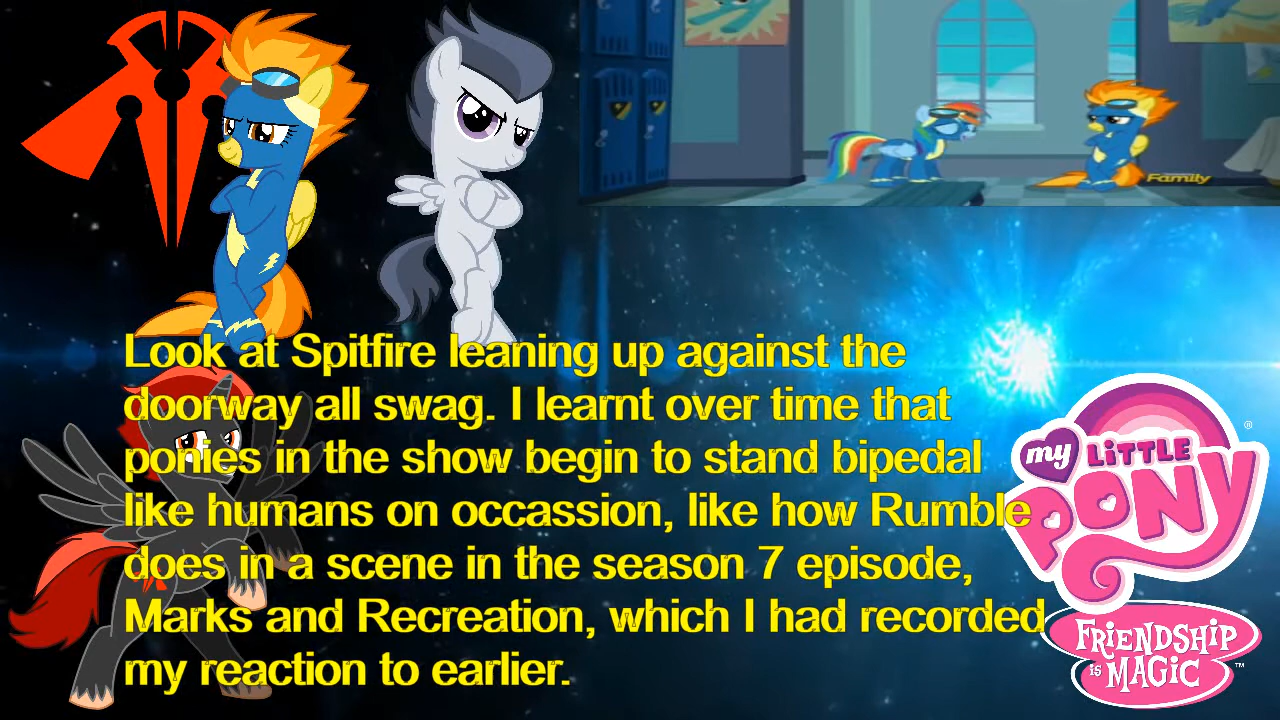 Family
Look at Spitfire leaning up against the
doorway all swag. I learnt over time that
ponies in the show begin to stand bipedal
like humans on occassion, like how Rumble
does in a scene in the season 7 episode,
Marks and Recreation, which I had recorded
my reaction to earlier.
my LiTTLE
PONY
®
FRiENDSHiP
iS MAGiC
™